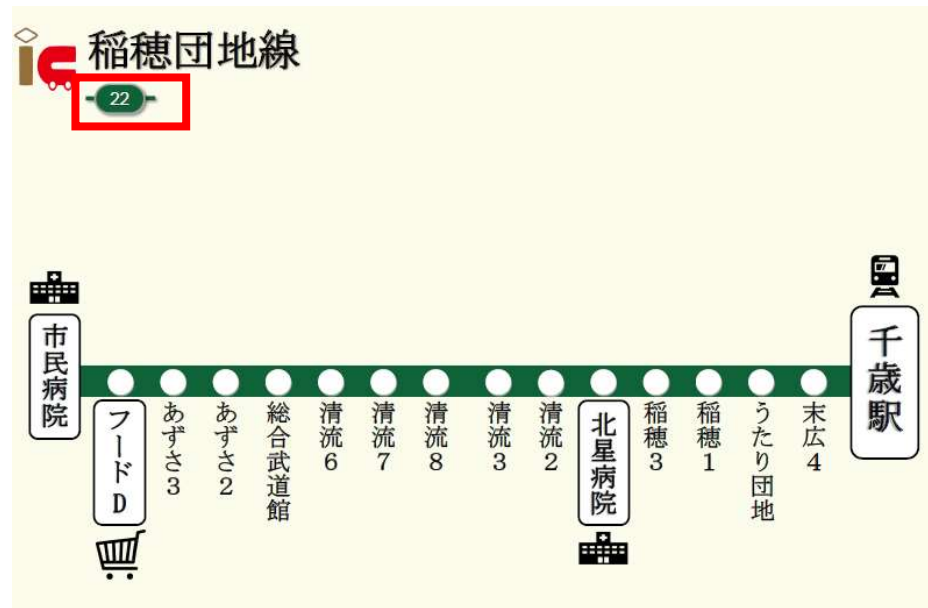 ic
稲穂団地線
22
市民病院
フードD
あずさ3
あずさ2
総合武道館
清流6
清流7
清流8
清流3
清流2
北星病院
稲穂3
稲穂1
うたり団地
末広4
千歳駅